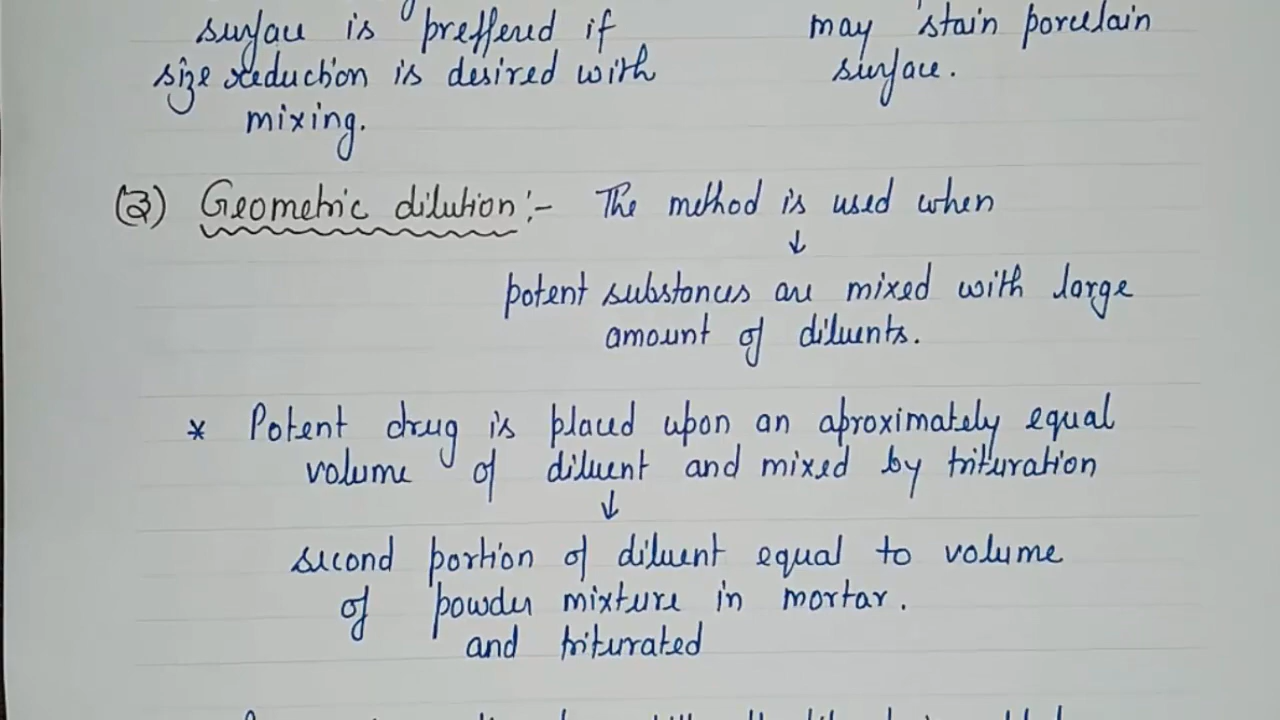 surface is preffered if
size reduction is desired with
mixing.
may stain porcelain
surface.
(2) Geometric dilution :- The method is used when
↓
potent substances are mixed with large
amount of diluents.
* Potent drug is placed upon an aproximately equal
volume of diluent and mixed by trituration
↓
second portion of diluent equal to volume
of powder mixture in mortar.
and triturated